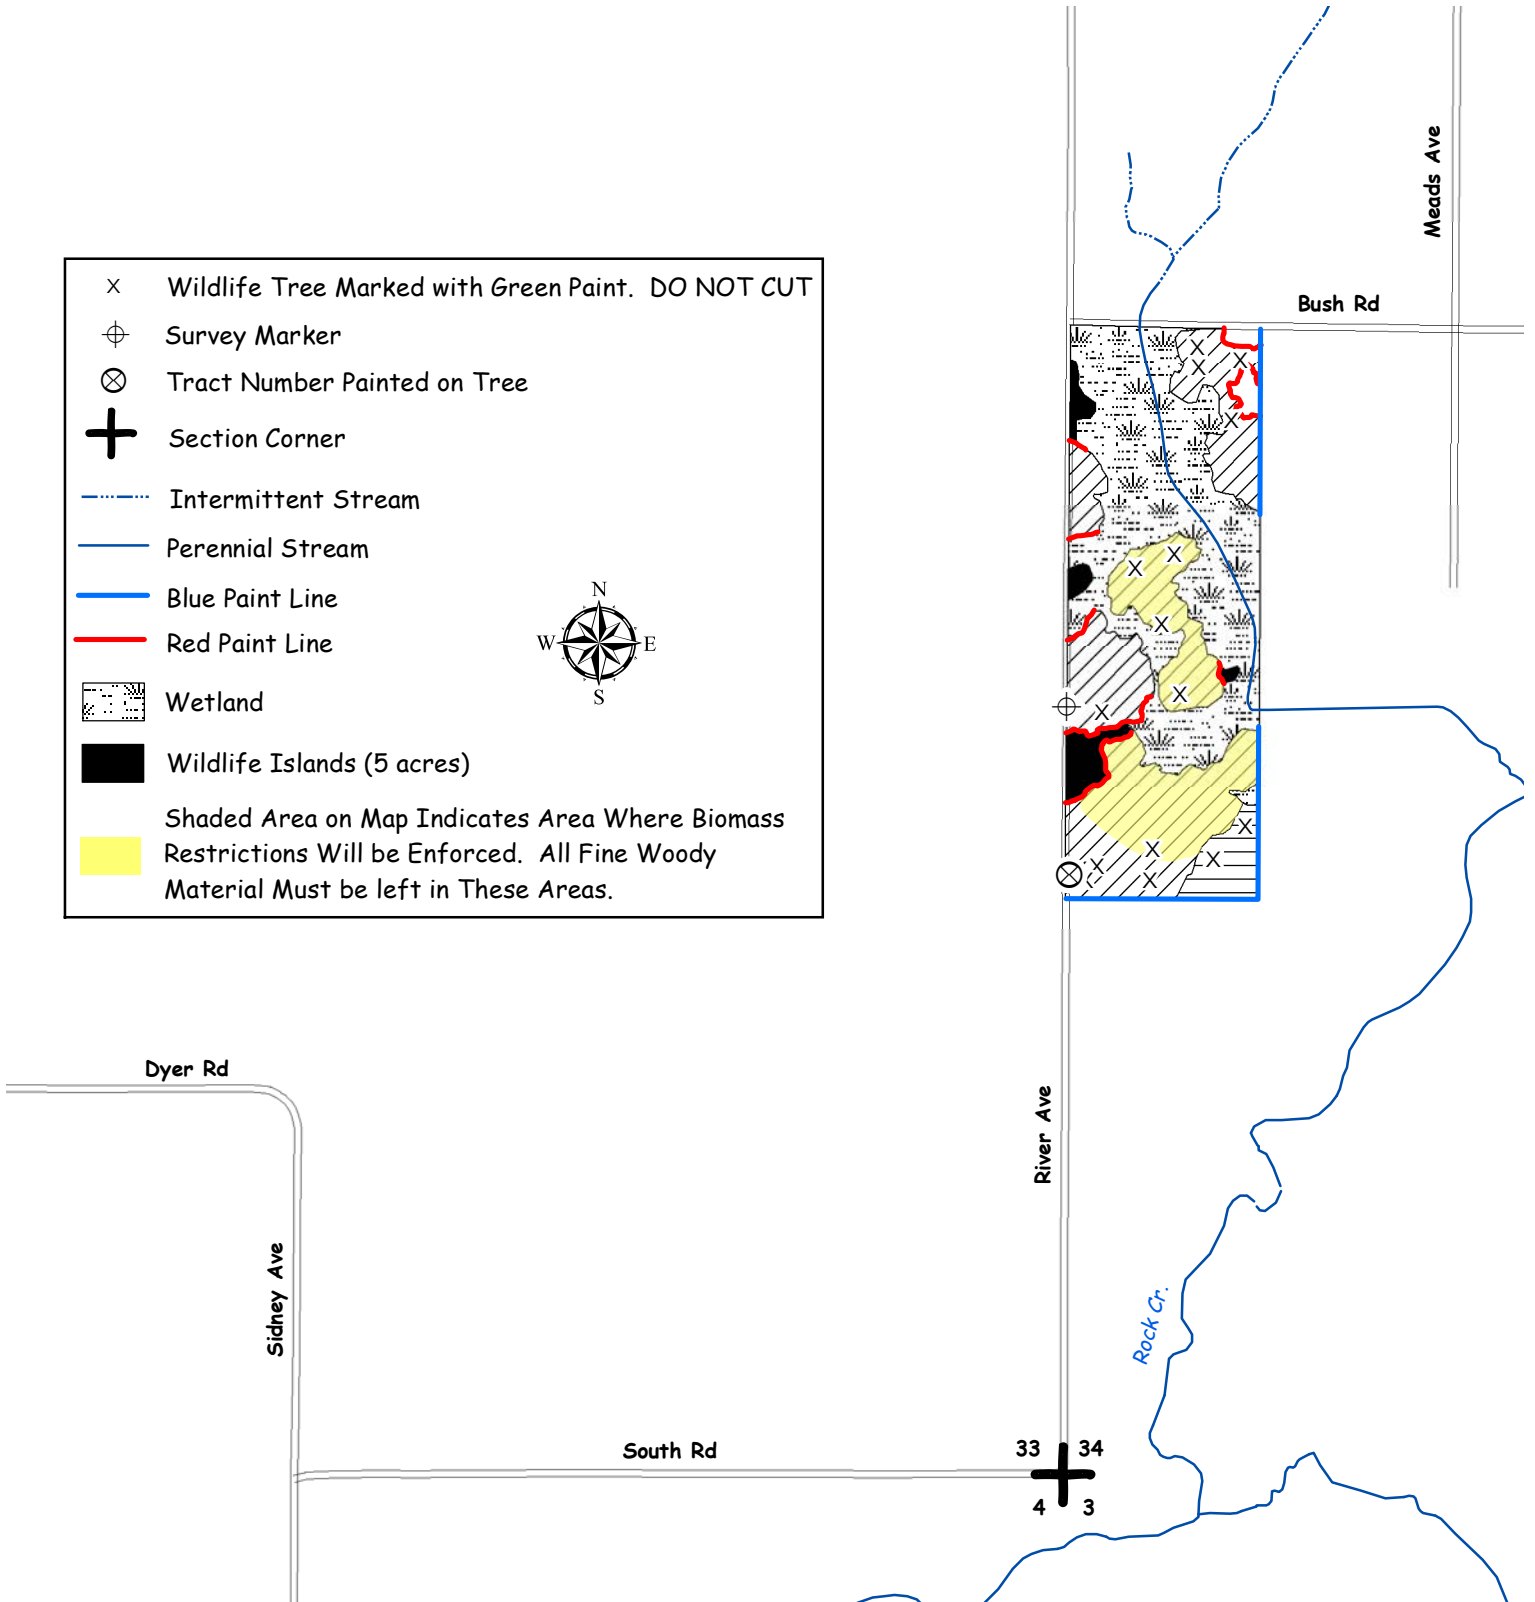 Meads Ave
Bush Rd
X Wildlife Tree Marked with Green Paint. DO NOT CUT
Survey Marker
Tract Number Painted on Tree
Section Corner
Intermittent Stream
Perennial Stream
Blue Paint Line
Red Paint Line
Wetland
Wildlife Islands (5 acres)
Shaded Area on Map Indicates Area Where Biomass
Restrictions Will be Enforced. All Fine Woody
Material Must be left in These Areas.
N
W E
S
X
X
X
X
X
X
X
X
X
X
X
X
X
X
Dyer Rd
River Ave
Sidney Ave
Rock Cr.
South Rd
33 34
4 3